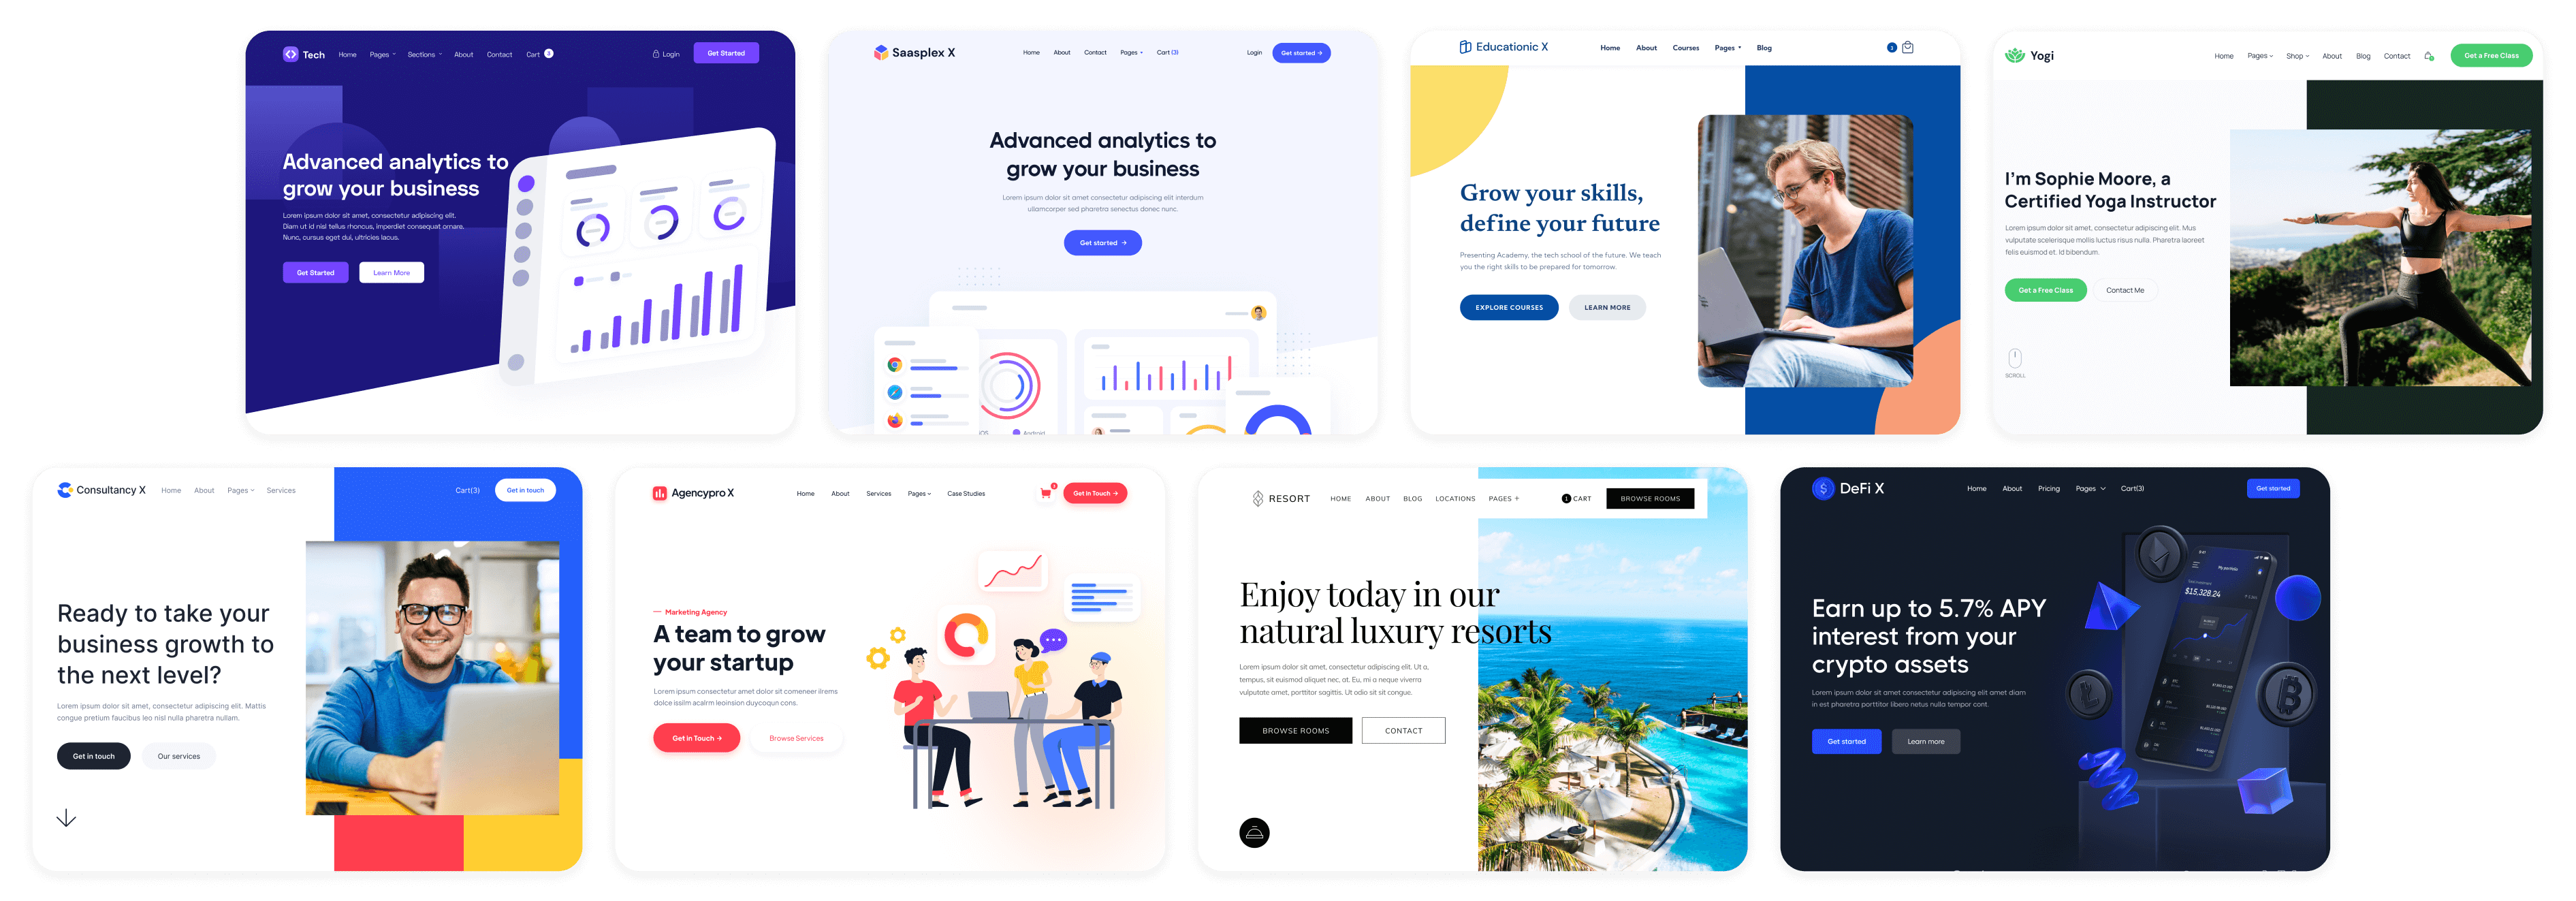 Tech Home Pages Sections About Contact Cart 3 Login Get Started
Advanced analytics to
grow your business
Lorem ipsum dolor sit amet, consectetur adipiscing elit.
Diam ut id nisl tellus rhoncus, imperdiet consequat ornare.
Nunc, cursus eget dui, ultricies lacus.
Get Started Learn More
Saasplex X Home About Contact Pages Cart (3) Login Get started →
Advanced analytics to
grow your business
Lorem ipsum dolor sit amet consectetur adipiscing elit interdum
ullamcorper sed pharetra senectus donec nunc.
Get started →
Android
Educationic X Home About Courses Pages Blog 1
Grow your skills,
define your future
Presenting Academy, the tech school of the future. We teach
you the right skills to be prepared for tomorrow.
EXPLORE COURSES LEARN MORE
Yogi Home Pages Shop About Blog Contact Get a Free Class
I'm Sophie Moore, a
Certified Yoga Instructor
Lorem ipsum dolor sit amet, consectetur adipiscing elit. Mus
vulputate scelerisque mollis luctus risus nulla. Pharetra laoreet
felis euismod et. Id bibendum.
Get a Free Class Contact Me
SCROLL
Consultancy X Home About Pages Services Cart(3) Get in touch
Ready to take your
business growth to
the next level?
Lorem ipsum dolor sit amet, consectetur adipiscing elit. Mattis
congue pretium faucibus leo nisl nulla pharetra nullam.
Get in touch Our services
Agencypro X Home About Services Pages Case Studies Get in Touch →
Marketing Agency
A team to grow
your startup
Lorem ipsum consectetur amet dolor sit comeneer ilrems
dolce issilm acalrm leoinsion duycoqun cons.
Get in Touch → Browse Services
RESORT HOME ABOUT BLOG LOCATIONS PAGES + 1 CART BROWSE ROOMS
Enjoy today in our
natural luxury resorts
Lorem ipsum dolor sit amet, consectetur adipiscing elit. Ut a,
tempus, sit euismod aliquet nec, at. Eu, mi a neque viverra
vulputate amet, porttitor sagittis. Ut odio sit sit congue.
BROWSE ROOMS CONTACT
DeFi X Home About Pricing Pages Cart(3) Get started
Earn up to 5.7% APY
interest from your
crypto assets
Lorem ipsum dolor sit amet consectetur adipiscing elit amet diam
in est pharetra porttitor libero netus nulla tempor cont.
Get started Learn more
My portfolio
$15,328.24